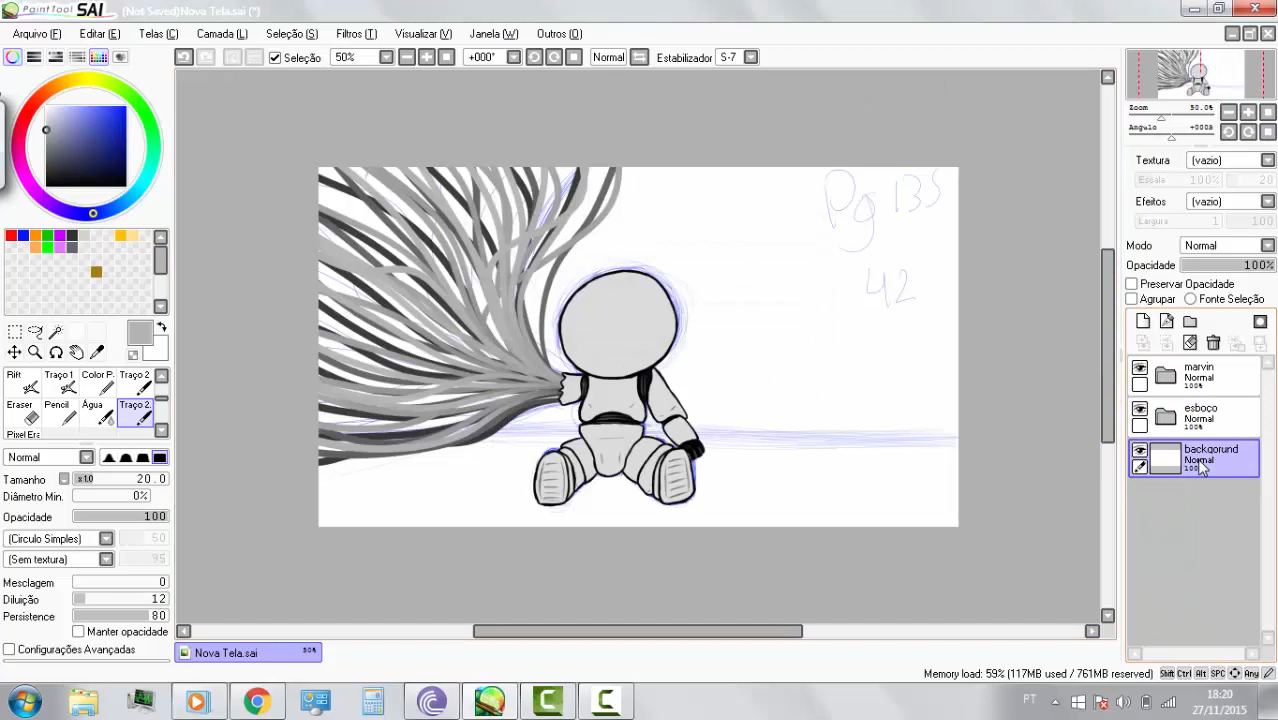 PaintTool SAI (Not Saved)Nova Tela.sai (*)
Arquivo (F) Editar (E) Telas (C) Camada (L) Seleção (S) Filtros (T) Visualizar (V) Janela (W) Outros (O)
Seleção 50% +000° Normal Estabilizador S-7
Zoom 50.0%
Angulo +000ə
Textura (vazio)
Escala 100% 20
Efeitos (vazio)
Largura 1 100
Modo Normal
Opacidade 100%
Preservar Opacidade
Agrupar Fonte Seleção
marvin
Normal
100%
esboco
Normal
100%
backgorund
Normal
Pg 135
42
Rift Traço 1 Color P. Traço 2
Eraser Pencil Água Traço 2.
Pixel Era
Normal
Tamanho x1.0 20.0
Diâmetro Min. 0%
Opacidade 100
(Circulo Simples) 50
(Sem textura) 95
Mesclagem 0
Diluição 12
Persistence 80
Manter opacidade
Configurações Avançadas
Nova Tela.sai 50%
Memory load: 59% (117MB used / 761MB reserved) Shift Ctrl Alt SPC Any
PT 18:20
27/11/2015